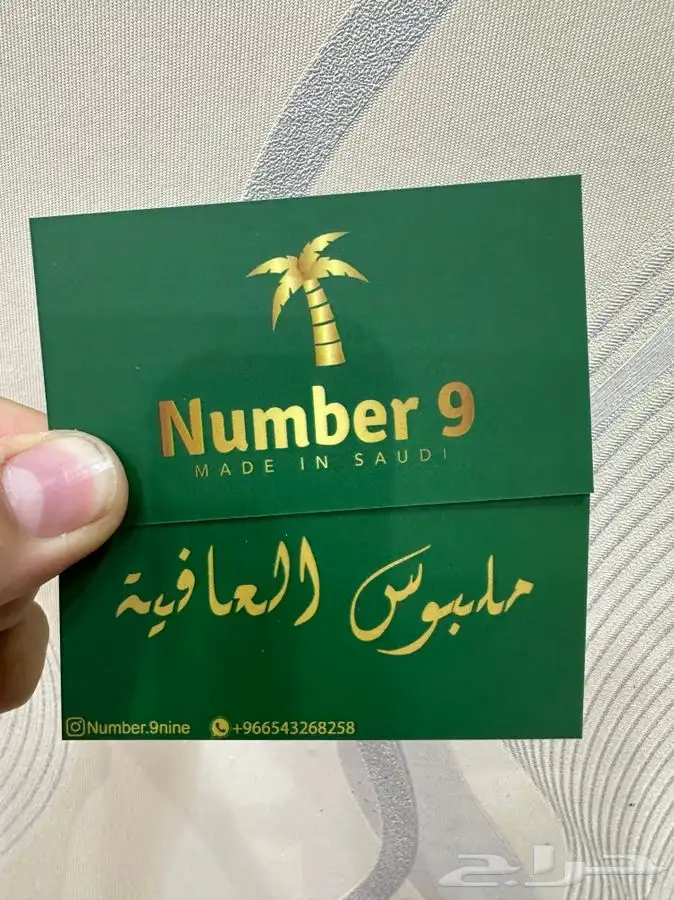 Number 9
MADE IN SAUDI
ملبوس العافية
Number.9nine +966543268258
حراج